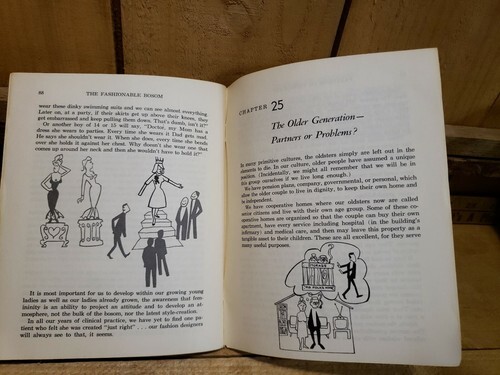 88 THE FASHIONABLE BOSOM
wear these dinky swimming suits and we can see almost everything.
Later on, at a party, if their skirts get up above their knees, they
get embarrassed and keep pulling them down. That's dumb, isn't it?"
Or another boy of 14 or 15 will say, "Doctor, my Mom has a
dress she wears to parties. Every time she wears it Dad gets mad.
He says she shouldn't wear it. When she does, every time she bends
over she holds it against her chest. Why doesn't she wear one that
comes up around her neck and then she wouldn't have to hold it?"
It is most important for us to develop within our growing young
ladies as well as our ladies already grown, the awareness that fem-
ininity is an ability to project an attitude and to develop an at-
mosphere, not the bulk of the bosom, nor the latest style-creation.
In all our years of clinical practice, we have yet to find one pa-
tient who felt she was created "just right" . . . our fashion designers
will always see to that, it seems.
CHAPTER 25
The Older Generation—
Partners or Problems?
In many primitive cultures, the oldsters simply are left out in the
elements to die. In our culture, older people have assumed a unique
position. (Incidentally, we might all remember that we will be in
this group ourselves if we live long enough.)
We have pension plans, company, governmental, or personal, which
allow the older couple to live in dignity, to keep their own home and
be independent.
We have cooperative homes where our oldsters now are called
senior citizens and live with their own age group. Some of these co-
operative homes are organized so that the couple can buy their own
apartment, have every service including hospital (in the building's
infirmary) and medical care, and then may leave this property as a
tangible asset to their children. These are all excellent, for they serve
many useful purposes.